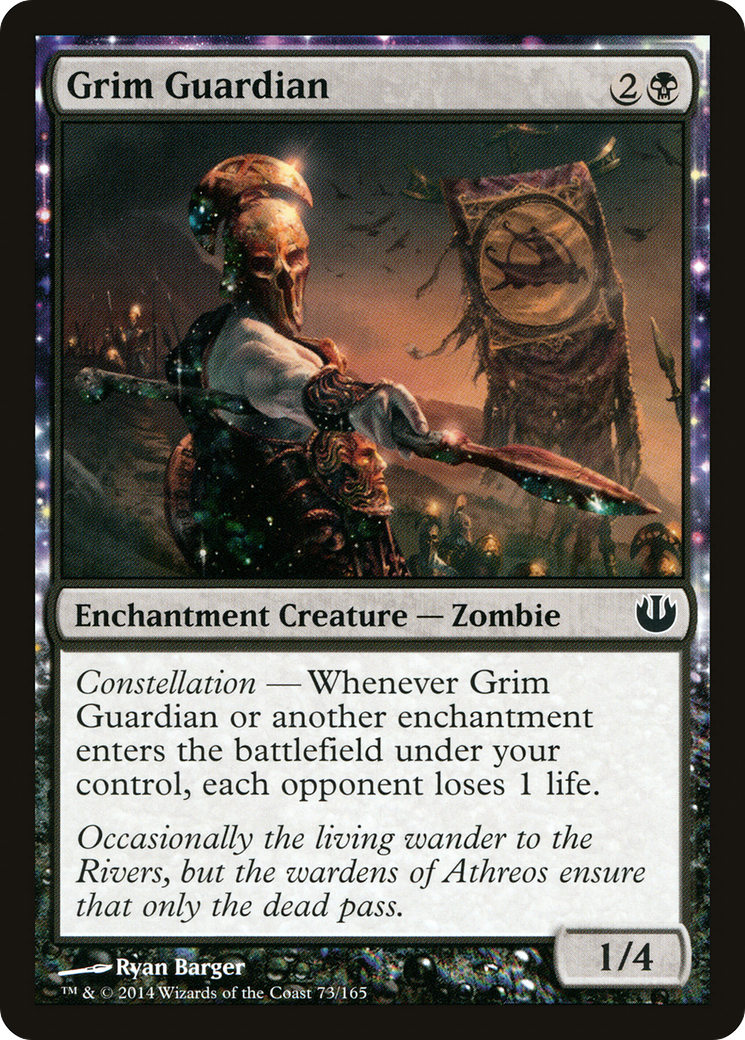 Grim Guardian 2
Enchantment Creature — Zombie
Constellation — Whenever Grim
Guardian or another enchantment
enters the battlefield under your
control, each opponent loses 1 life.
Occasionally the living wander to the
Rivers, but the wardens of Athreos ensure
that only the dead pass.
1/4
Ryan Barger
™ & © 2014 Wizards of the Coast 73/165